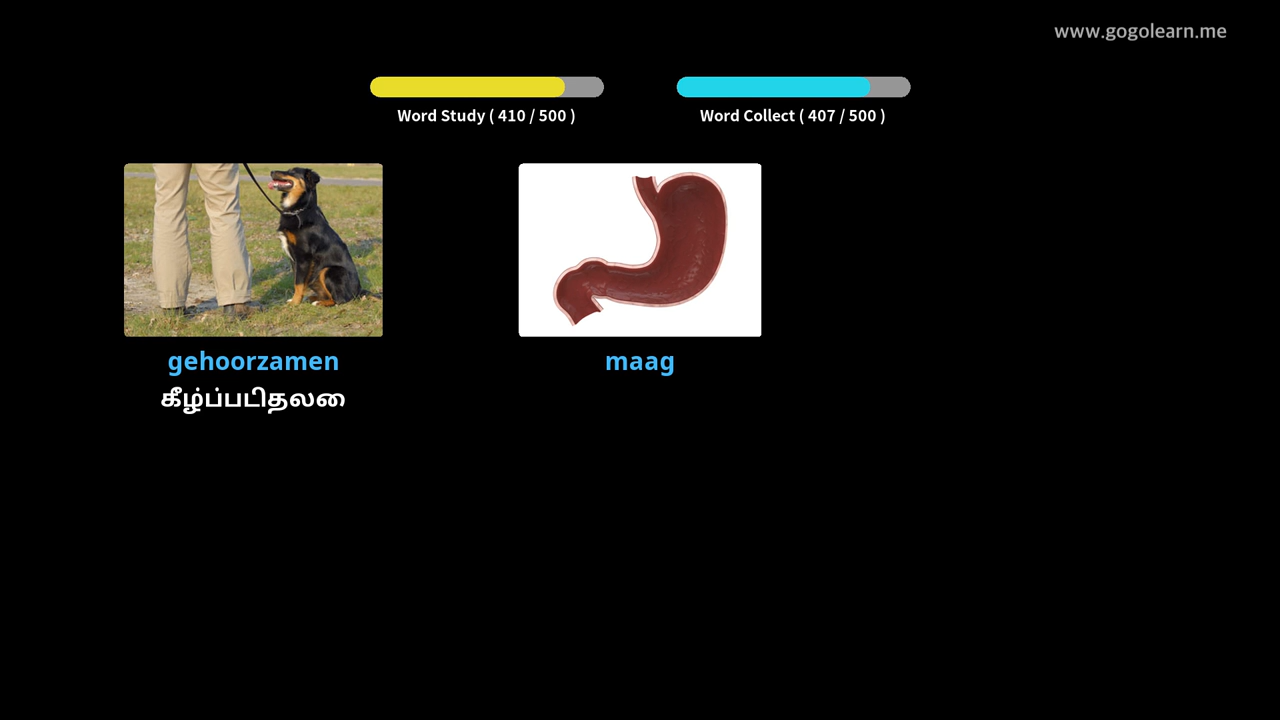 www.gogolearn.me
Word Study ( 410 / 500 )
Word Collect ( 407 / 500 )
gehoorzamen
maag
கீழ்ப்படிதலை